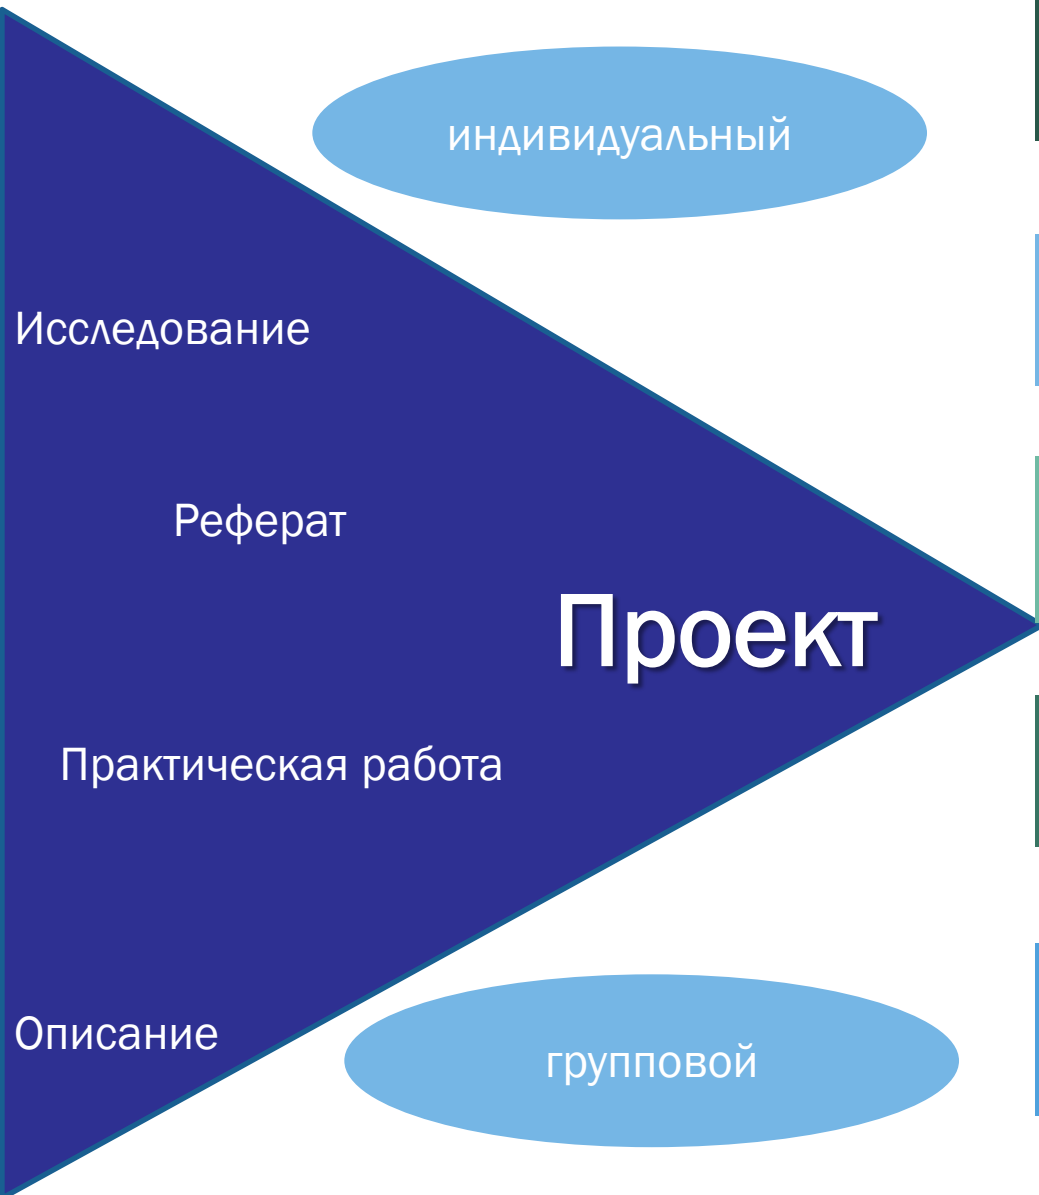 индивидуальный
Исследование
Реферат
Проект
Практическая работа
Описание
групповой